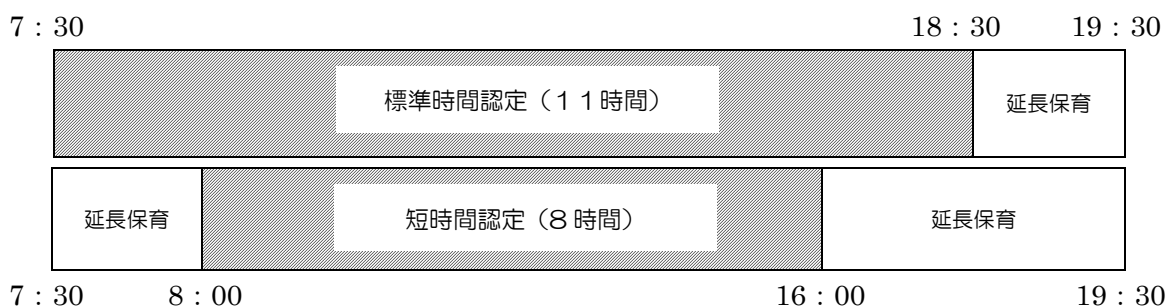 7：30 18：30 19：30
標準時間認定（１１時間） 延長保育
延長保育 短時間認定（８時間） 延長保育
7：30 8：00 16：00 19：30